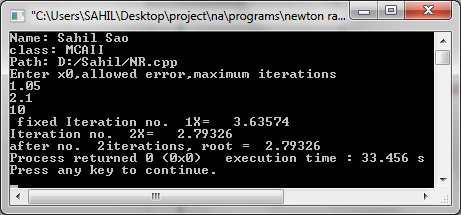 "C:\Users\SAHIL\Desktop\project\na\programs\newton ra...
Name: Sahil Sao
class: MCAII
Path: D:/Sahil/NR.cpp
Enter x0,allowed error,maximum iterations
1.05
2.1
10
 fixed Iteration no.  1X=   3.63574
Iteration no.  2X=   2.79326
after no.  2iterations, root =  2.79326
Process returned 0 (0x0)   execution time : 33.456 s
Press any key to continue.